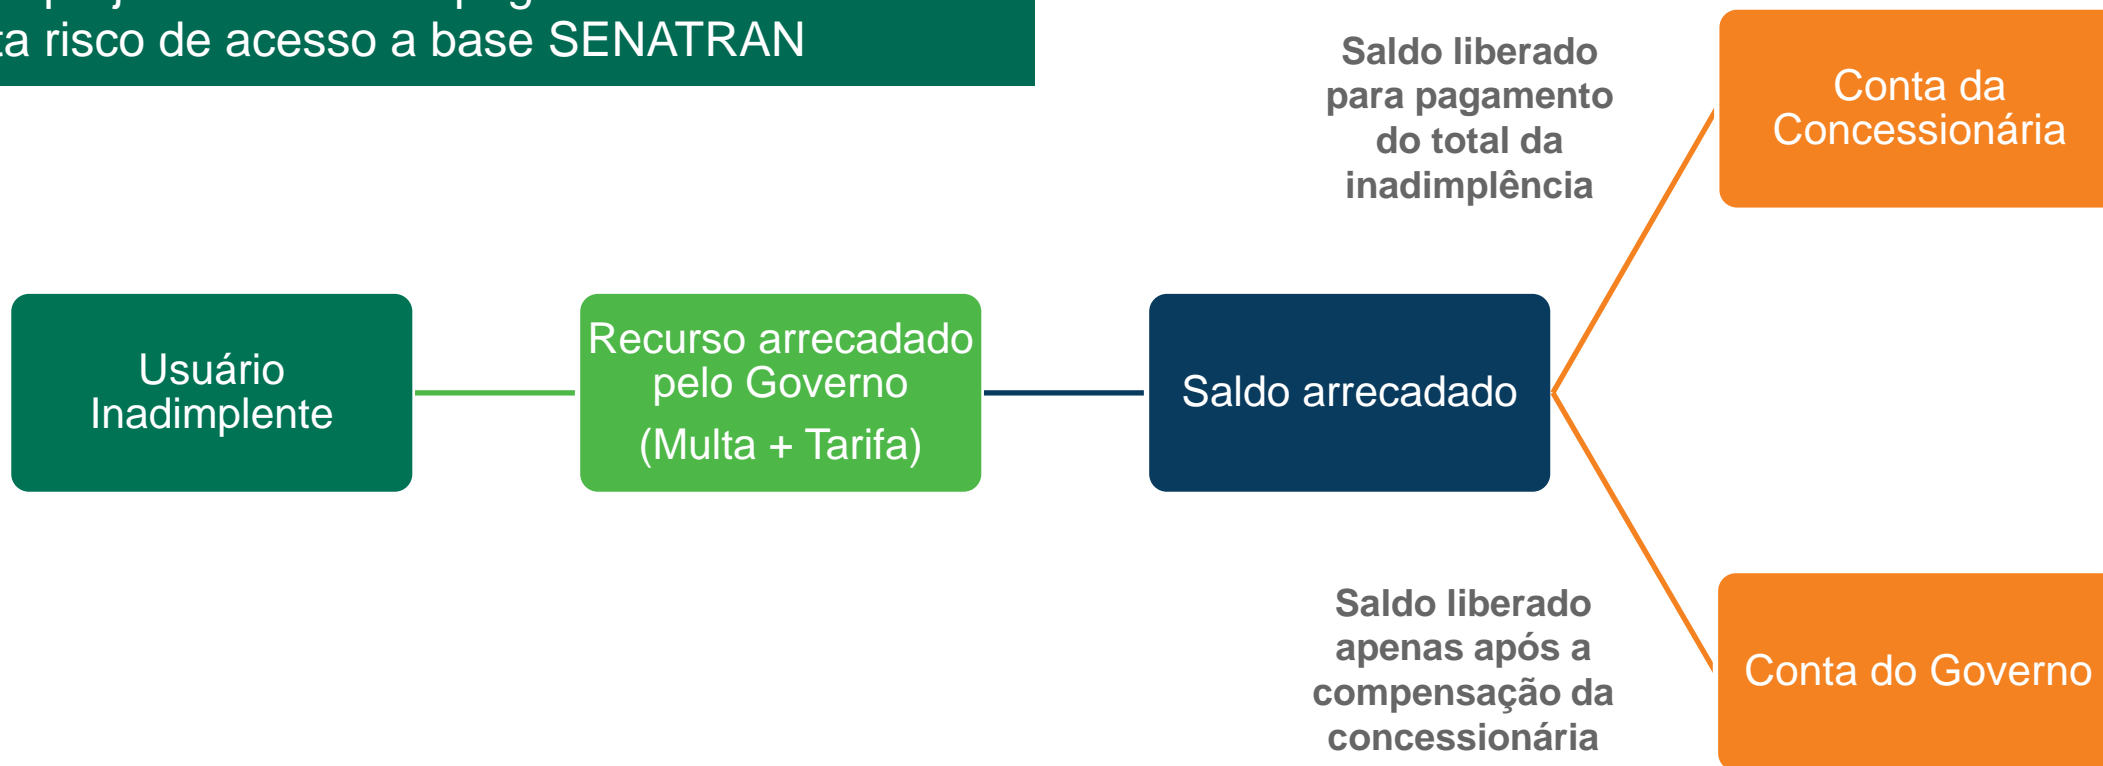 risco de acesso a base SENATRAN
Saldo liberado
para pagamento
do total da
inadimplência
Conta da
Concessionária
Usuário
Inadimplente
Recurso arrecadado
pelo Governo
(Multa + Tarifa)
Saldo arrecadado
Saldo liberado
apenas após a
compensação da
concessionária
Conta do Governo